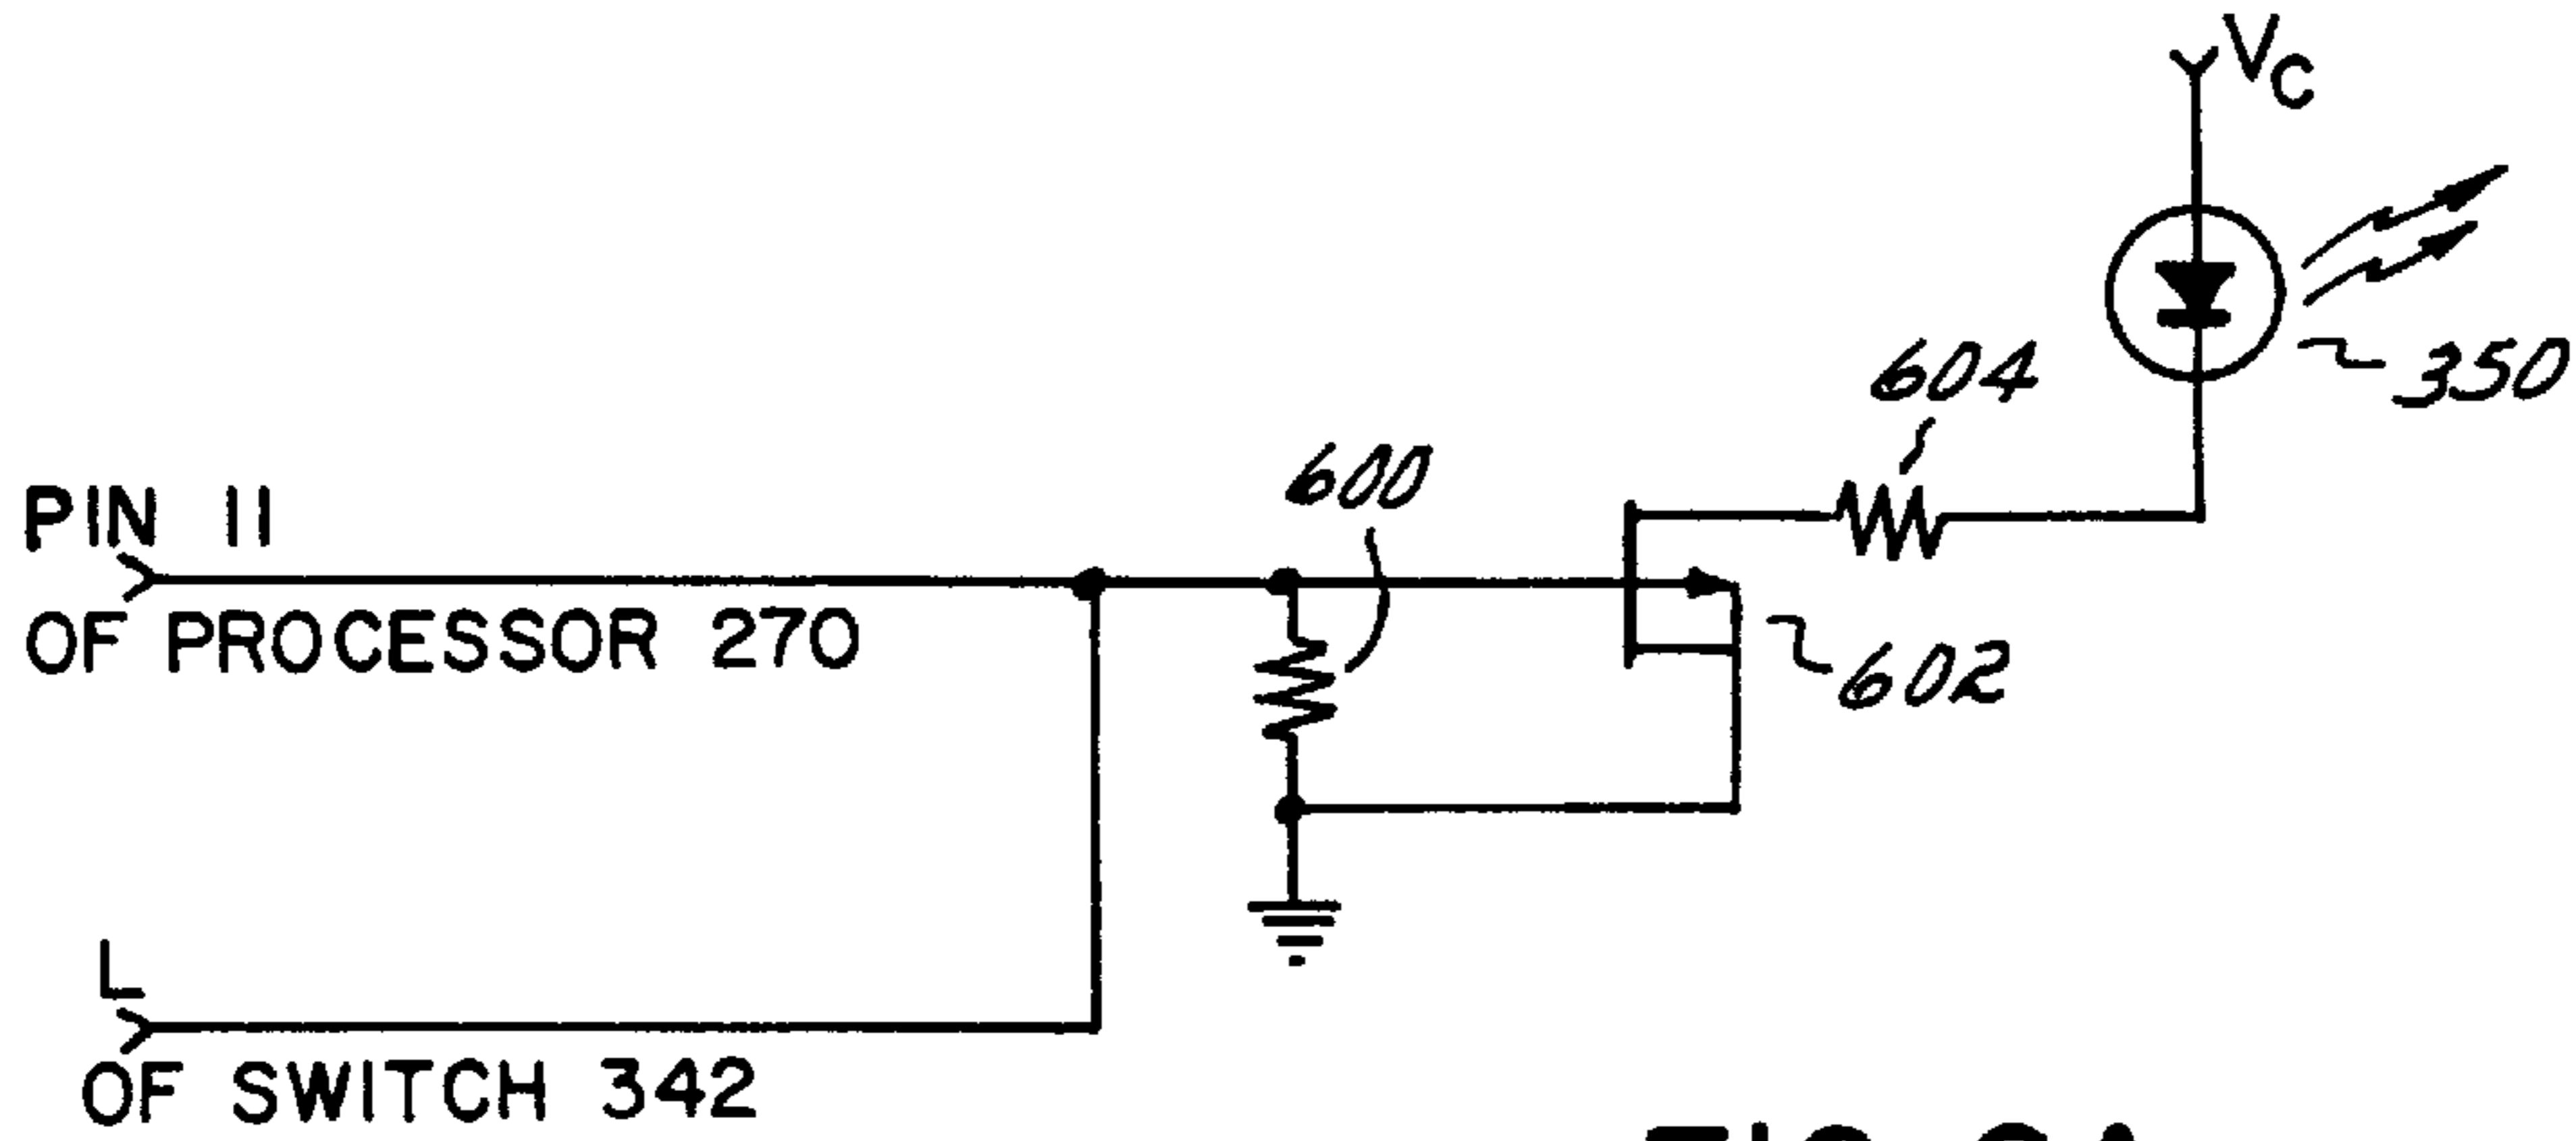 VC
350
604
600
PIN 11
OF PROCESSOR 270
602
L
OF SWITCH 342